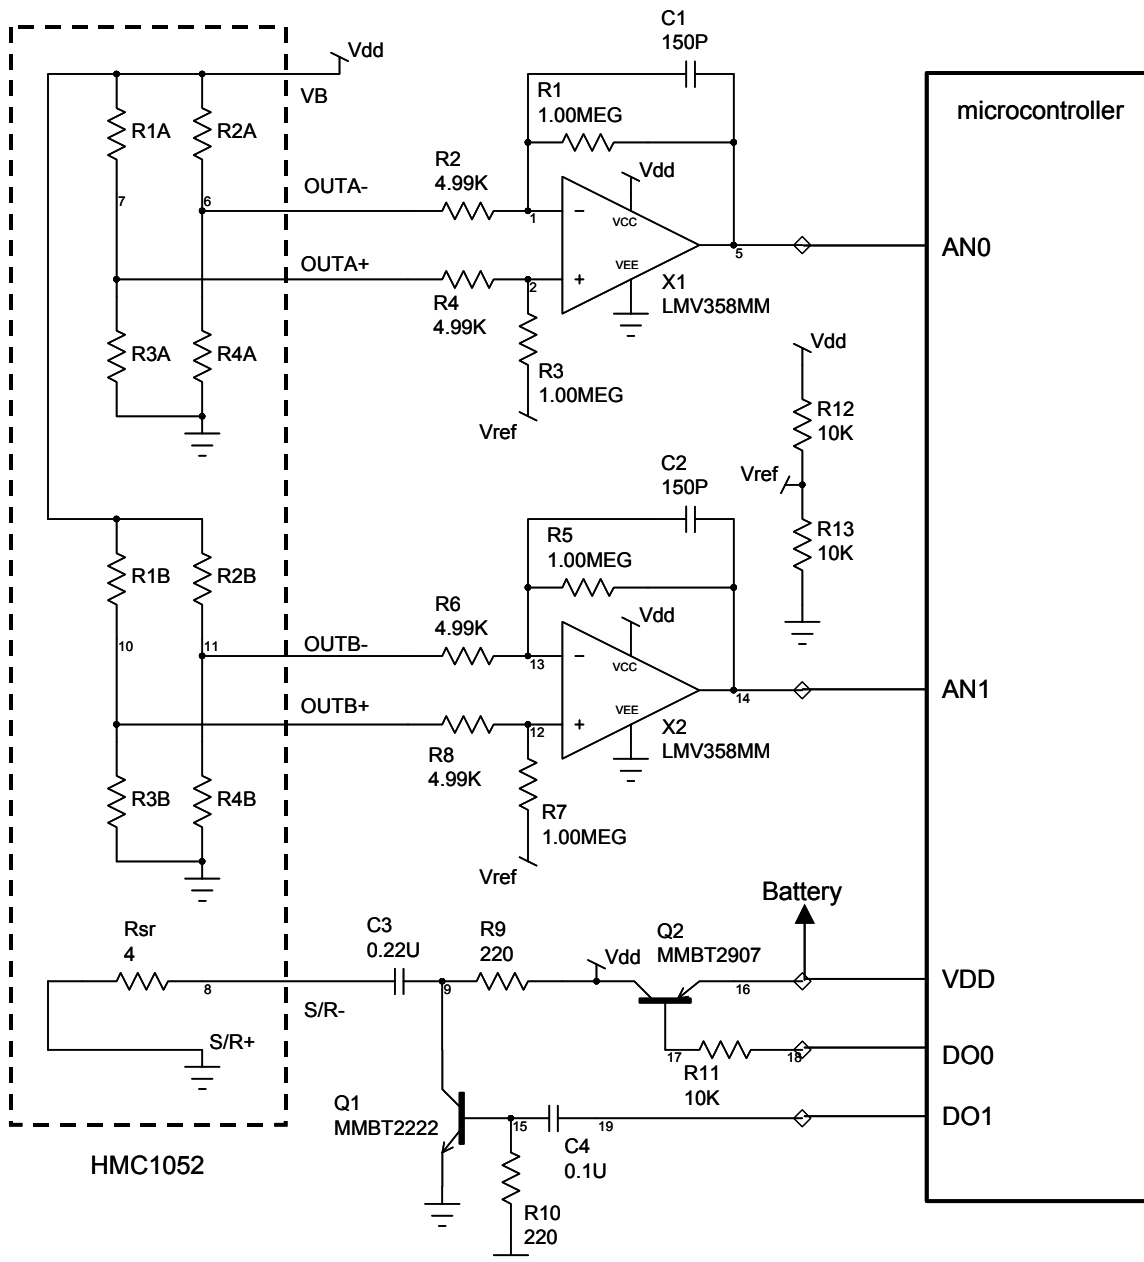 C1
150P
Vdd
VB
R1
1.00MEG
microcontroller
R1A
R2A
R2
4.99K
Vdd
OUTA-
7
6
1
−
VCC
OUTA+
VEE
5
AN0
2
+
X1
LMV358MM
R4
4.99K
R3A
R4A
R3
1.00MEG
Vref
Vdd
R12
10K
Vref
R13
10K
C2
150P
R5
1.00MEG
R1B
R2B
R6
4.99K
Vdd
OUTB-
10
11
13
−
VCC
OUTB+
VEE
14
AN1
12
+
X2
LMV358MM
R8
4.99K
R3B
R4B
R7
1.00MEG
Vref
Battery
Rsr
4
C3
0.22U
R9
220
Vdd
Q2
MMBT2907
VDD
8
9
16
S/R-
S/R+
17
18
DO0
R11
10K
Q1
MMBT2222
15
19
DO1
C4
0.1U
HMC1052
R10
220